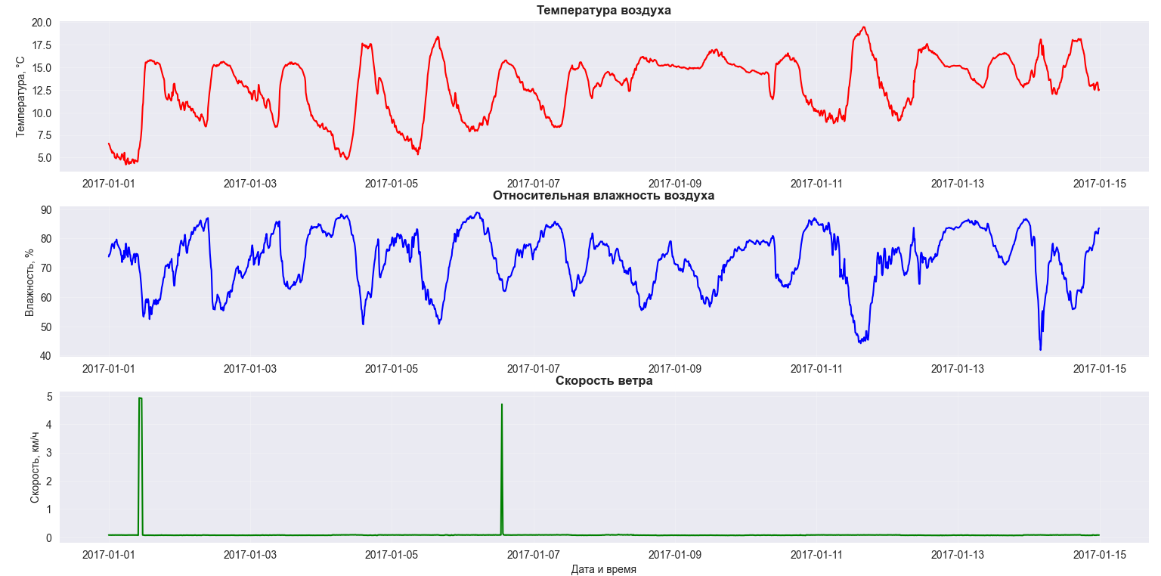 Температура воздуха
Температура, °C
20.0
17.5
15.0
12.5
10.0
7.5
5.0
2017-01-01 2017-01-03 2017-01-05 2017-01-07 2017-01-09 2017-01-11 2017-01-13 2017-01-15
Относительная влажность воздуха
Влажность, %
90
80
70
60
50
40
2017-01-01 2017-01-03 2017-01-05 2017-01-07 2017-01-09 2017-01-11 2017-01-13 2017-01-15
Скорость ветра
Скорость, км/ч
5
4
3
2
1
0
2017-01-01 2017-01-03 2017-01-05 2017-01-07 2017-01-09 2017-01-11 2017-01-13 2017-01-15
Дата и время